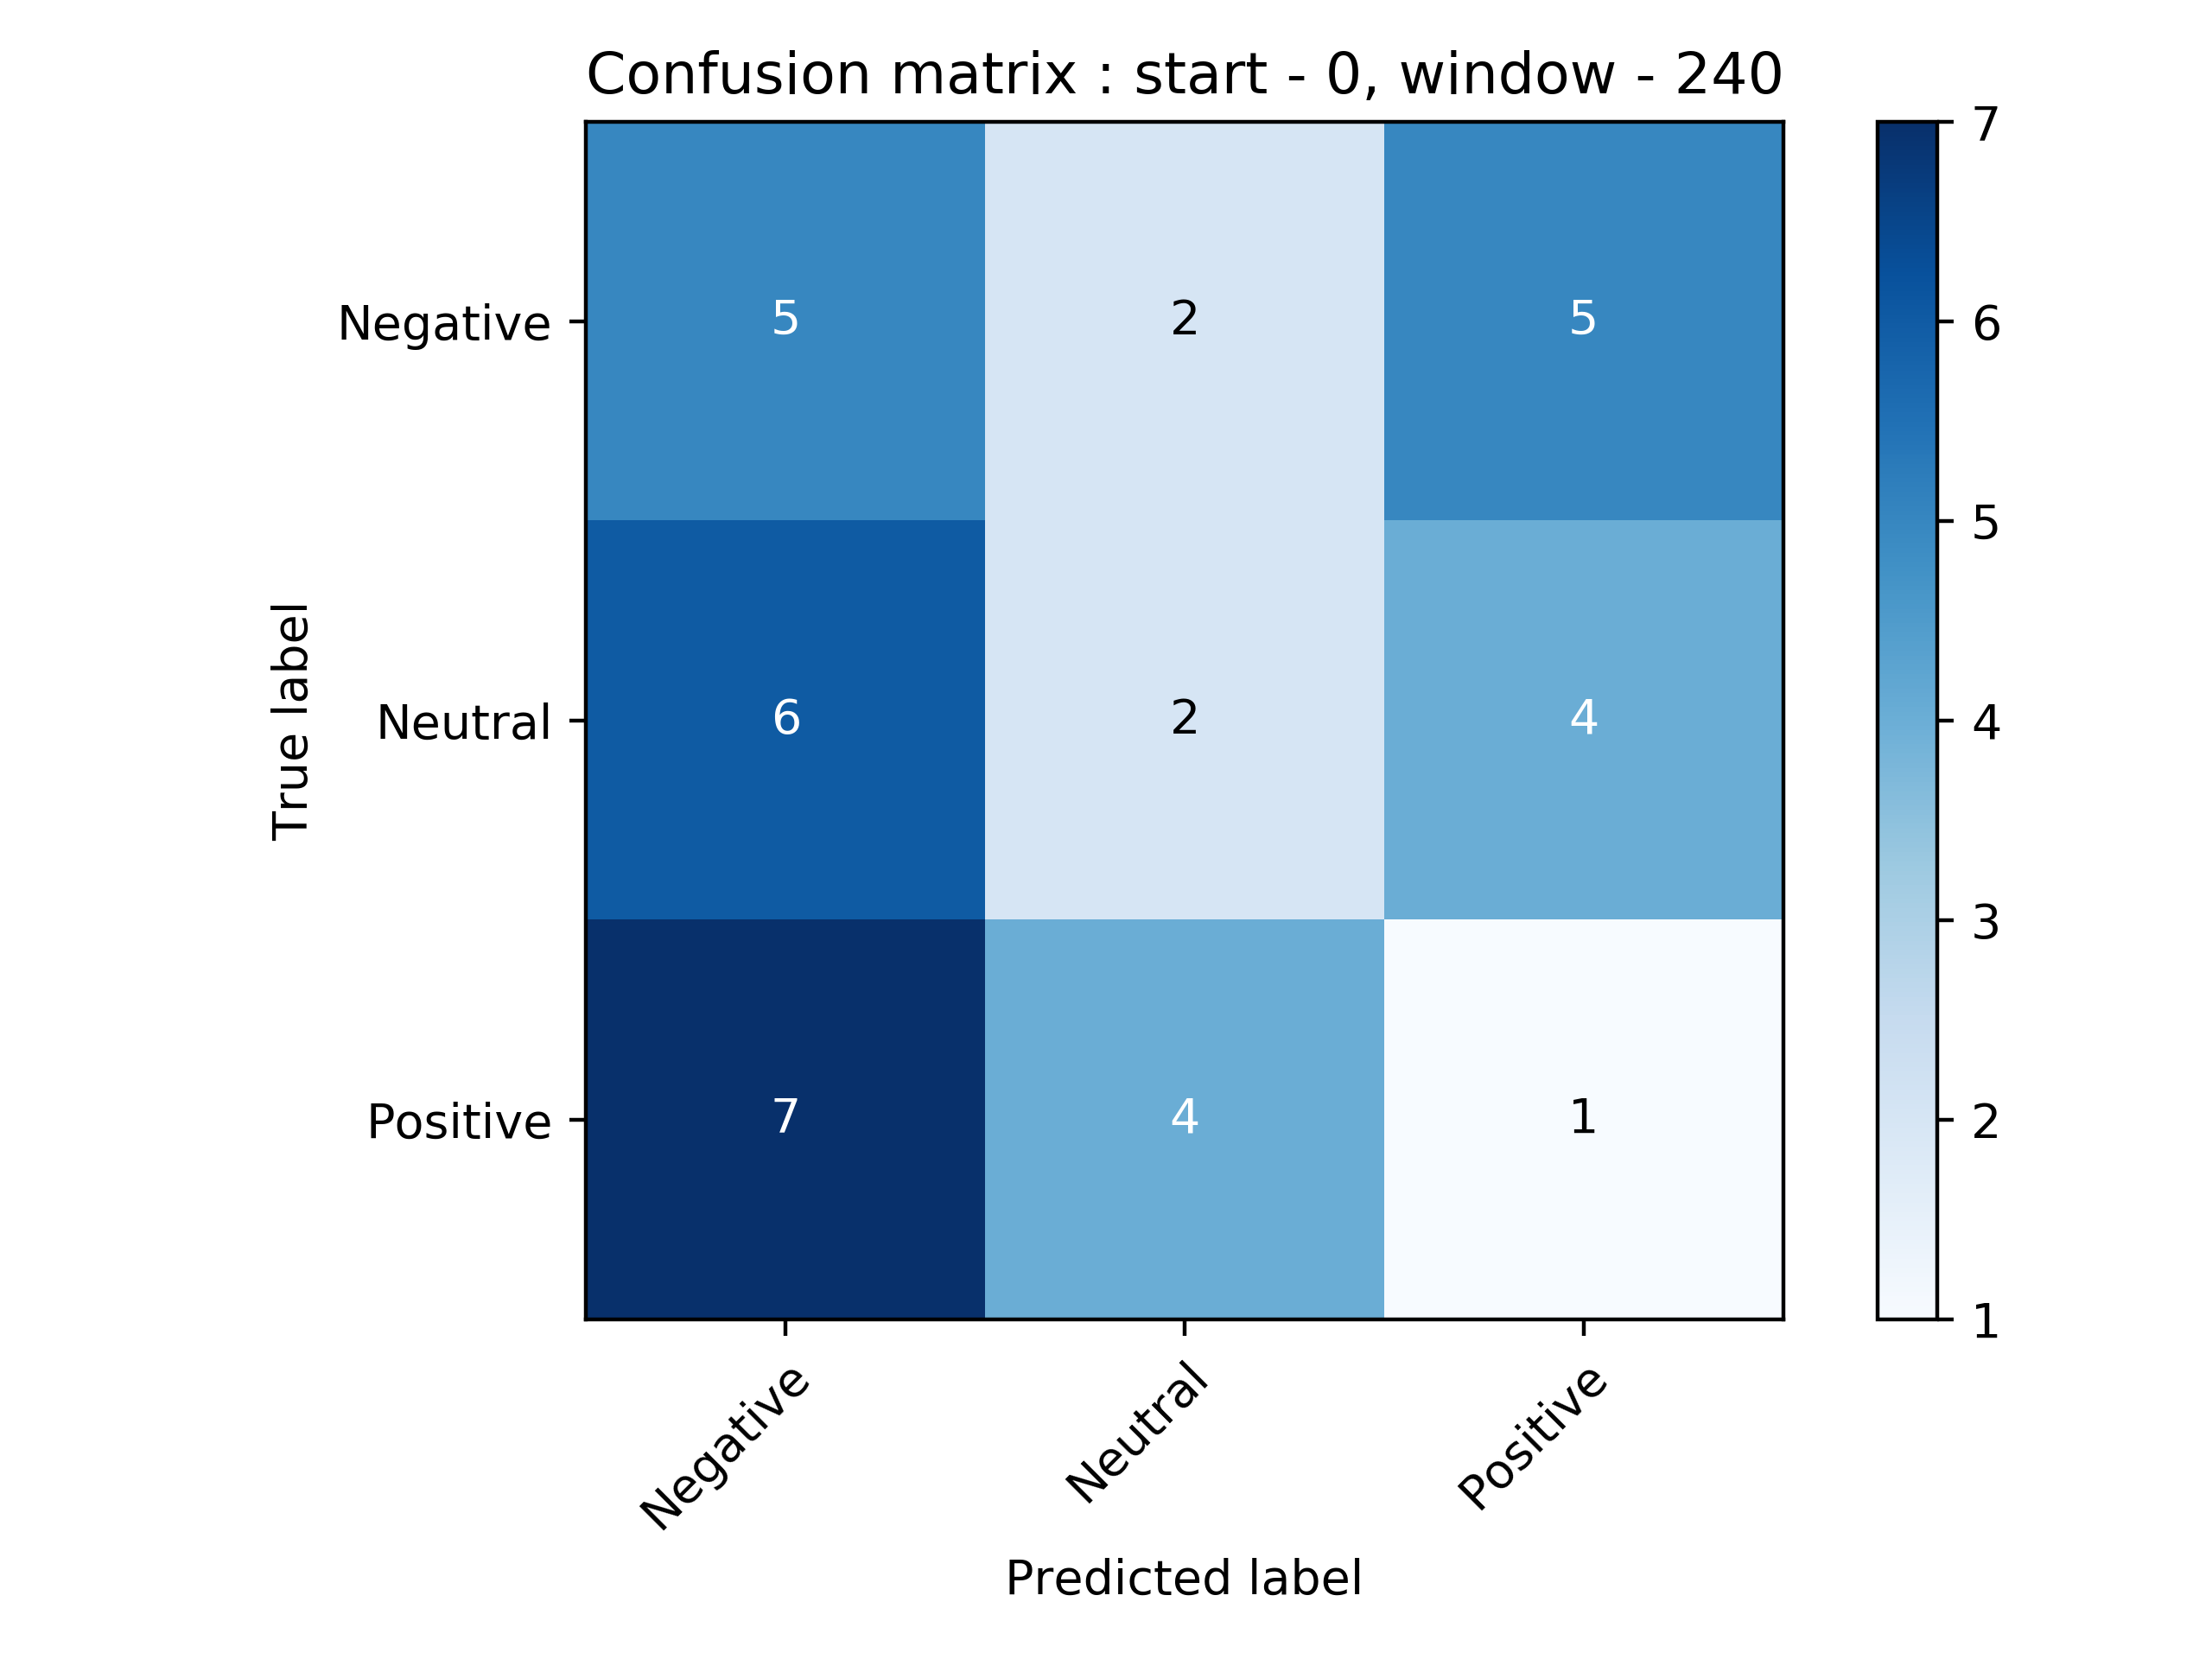 Confusion matrix : start - 0, window - 240
7
6
5
4
3
2
1
True label
Negative
5 2 5
Neutral
6 2 4
Positive
7 4 1
Negative Neutral Positive
Predicted label